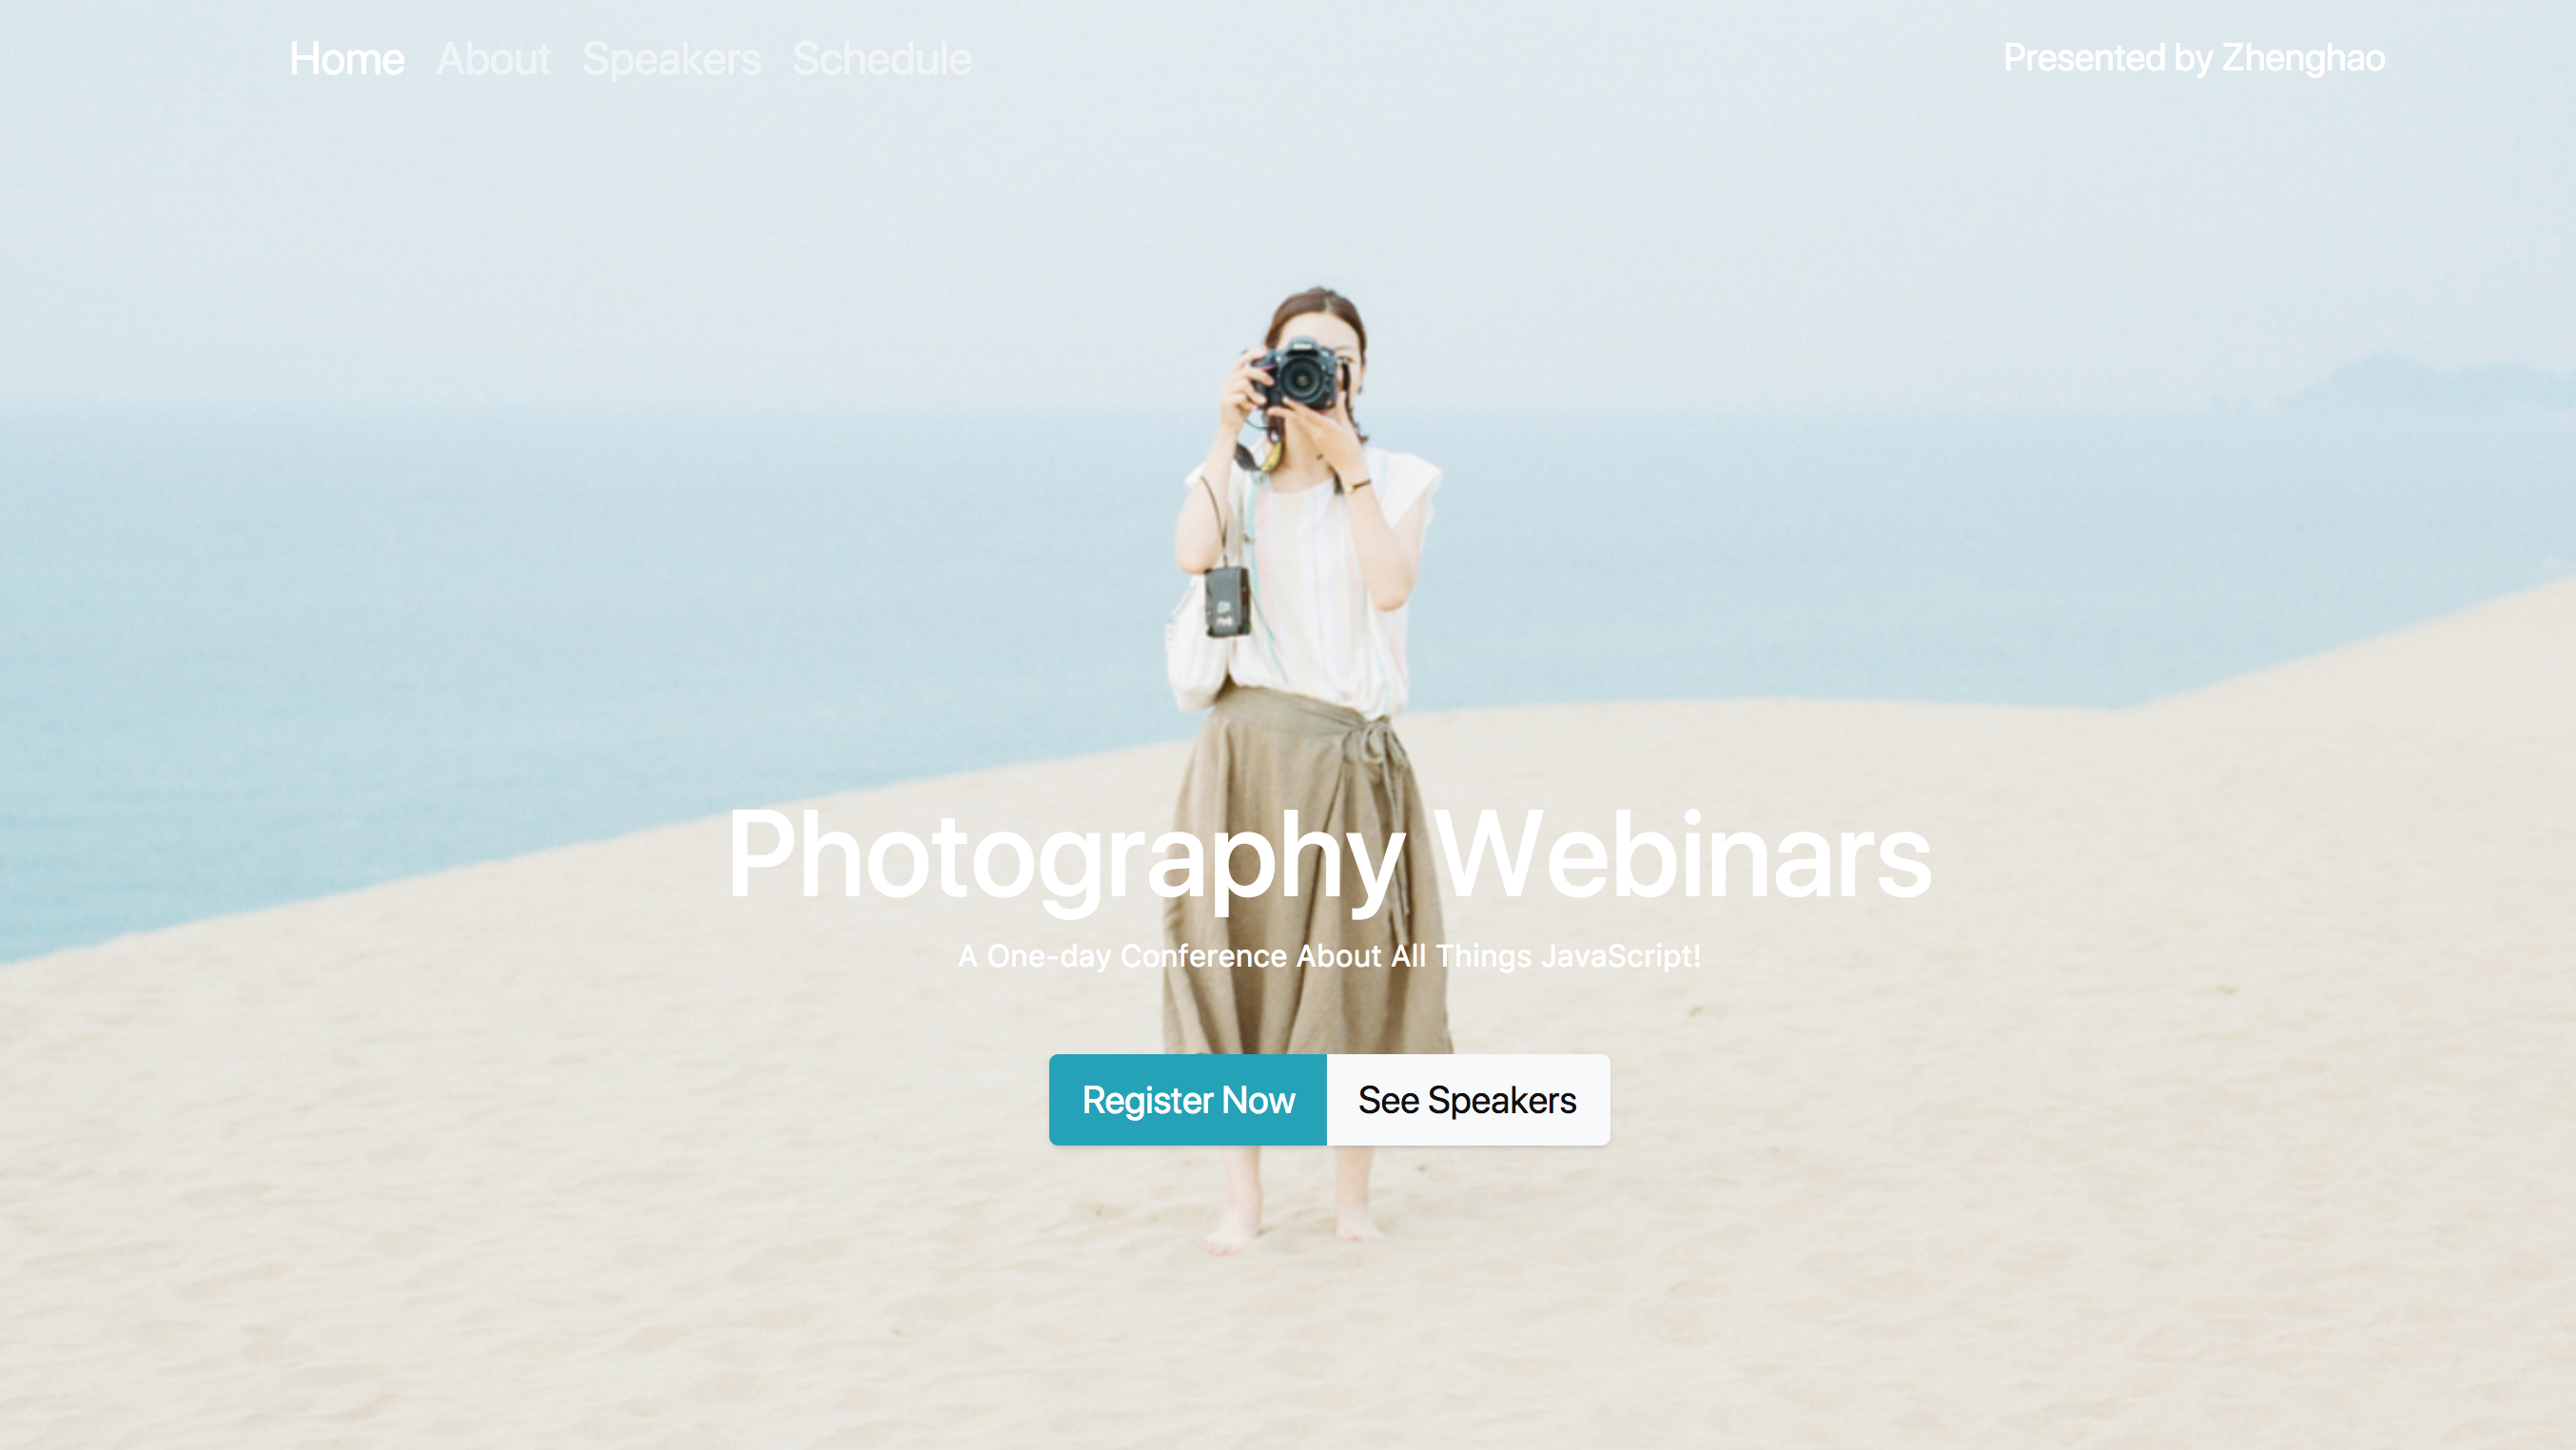 Home About Speakers Schedule
Presented by Zhenghao
Photography Webinars
A One-day Conference About All Things JavaScript!
Register Now
See Speakers